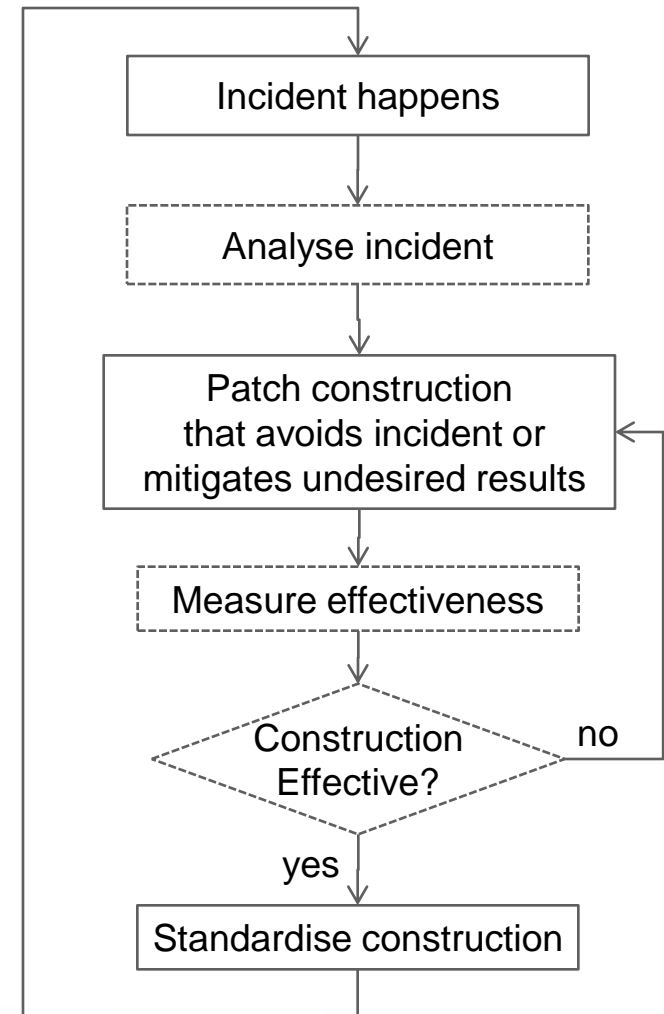 Incident happens
Analyse incident
Patch construction
that avoids incident or
mitigates undesired results
Measure effectiveness
Construction
Effective?
no
yes
Standardise construction